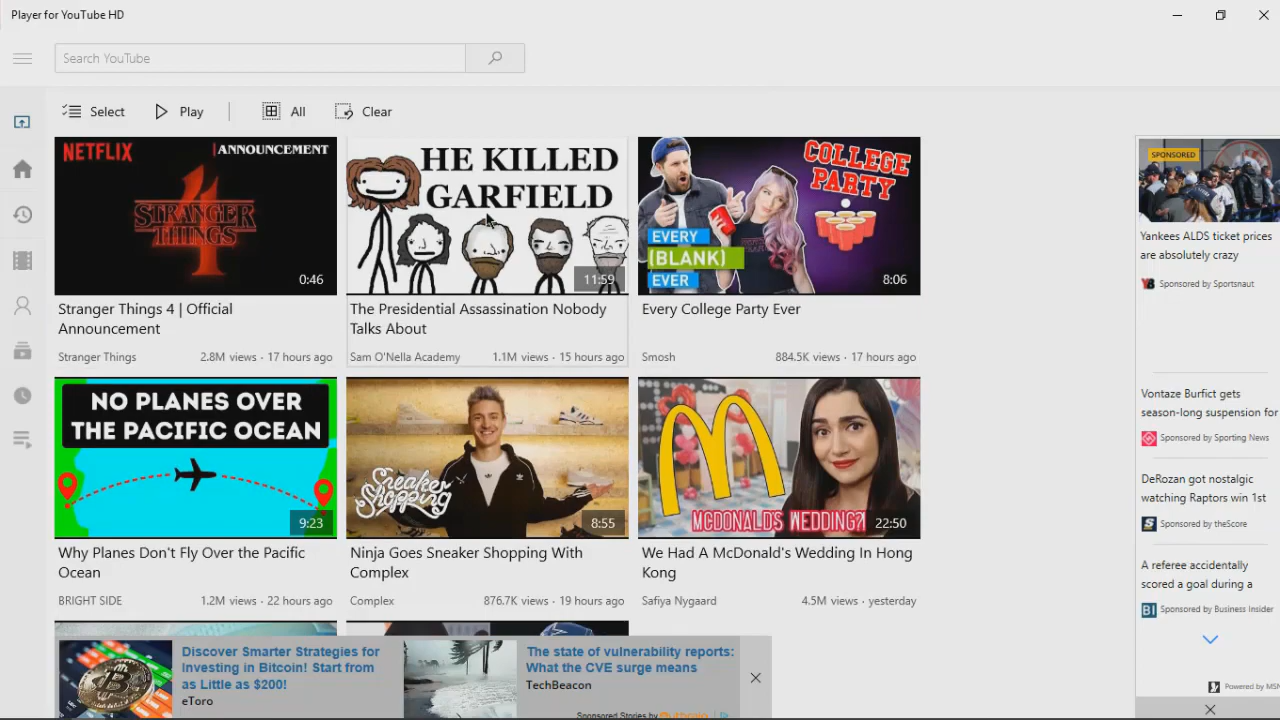 Player for YouTube HD
Search YouTube
Select
Play
All
Clear
NETFLIX
ANNOUNCEMENT
STRANGER
THINGS
4
0:46
Stranger Things 4 | Official
Announcement
Stranger Things
2.8M views · 17 hours ago
HE KILLED
GARFIELD
11:59
The Presidential Assassination Nobody
Talks About
Sam O'Nella Academy
1.1M views · 15 hours ago
COLLEGE
PARTY
EVERY
(BLANK)
EVER
8:06
Every College Party Ever
Smosh
884.5K views · 17 hours ago
NO PLANES OVER
THE PACIFIC OCEAN
9:23
Why Planes Don't Fly Over the Pacific
Ocean
BRIGHT SIDE
1.2M views · 22 hours ago
Sneaker
Shopping
8:55
Ninja Goes Sneaker Shopping With
Complex
Complex
876.7K views · 19 hours ago
MCDONALD'S WEDDING?!
22:50
We Had A McDonald's Wedding In Hong
Kong
Safiya Nygaard
4.5M views · yesterday
SPONSORED
Yankees ALDS ticket prices
are absolutely crazy
Sponsored by Sportsnaut
Vontaze Burfict gets
season-long suspension for
Sponsored by Sporting News
DeRozan got nostalgic
watching Raptors win 1st
Sponsored by theScore
A referee accidentally
scored a goal during a
BI
Sponsored by Business Insider
Powered by MSN
Discover Smarter Strategies for
Investing in Bitcoin! Start from
as Little as $200!
eToro
The state of vulnerability reports:
What the CVE surge means
TechBeacon
Sponsored Stories by Outbrain